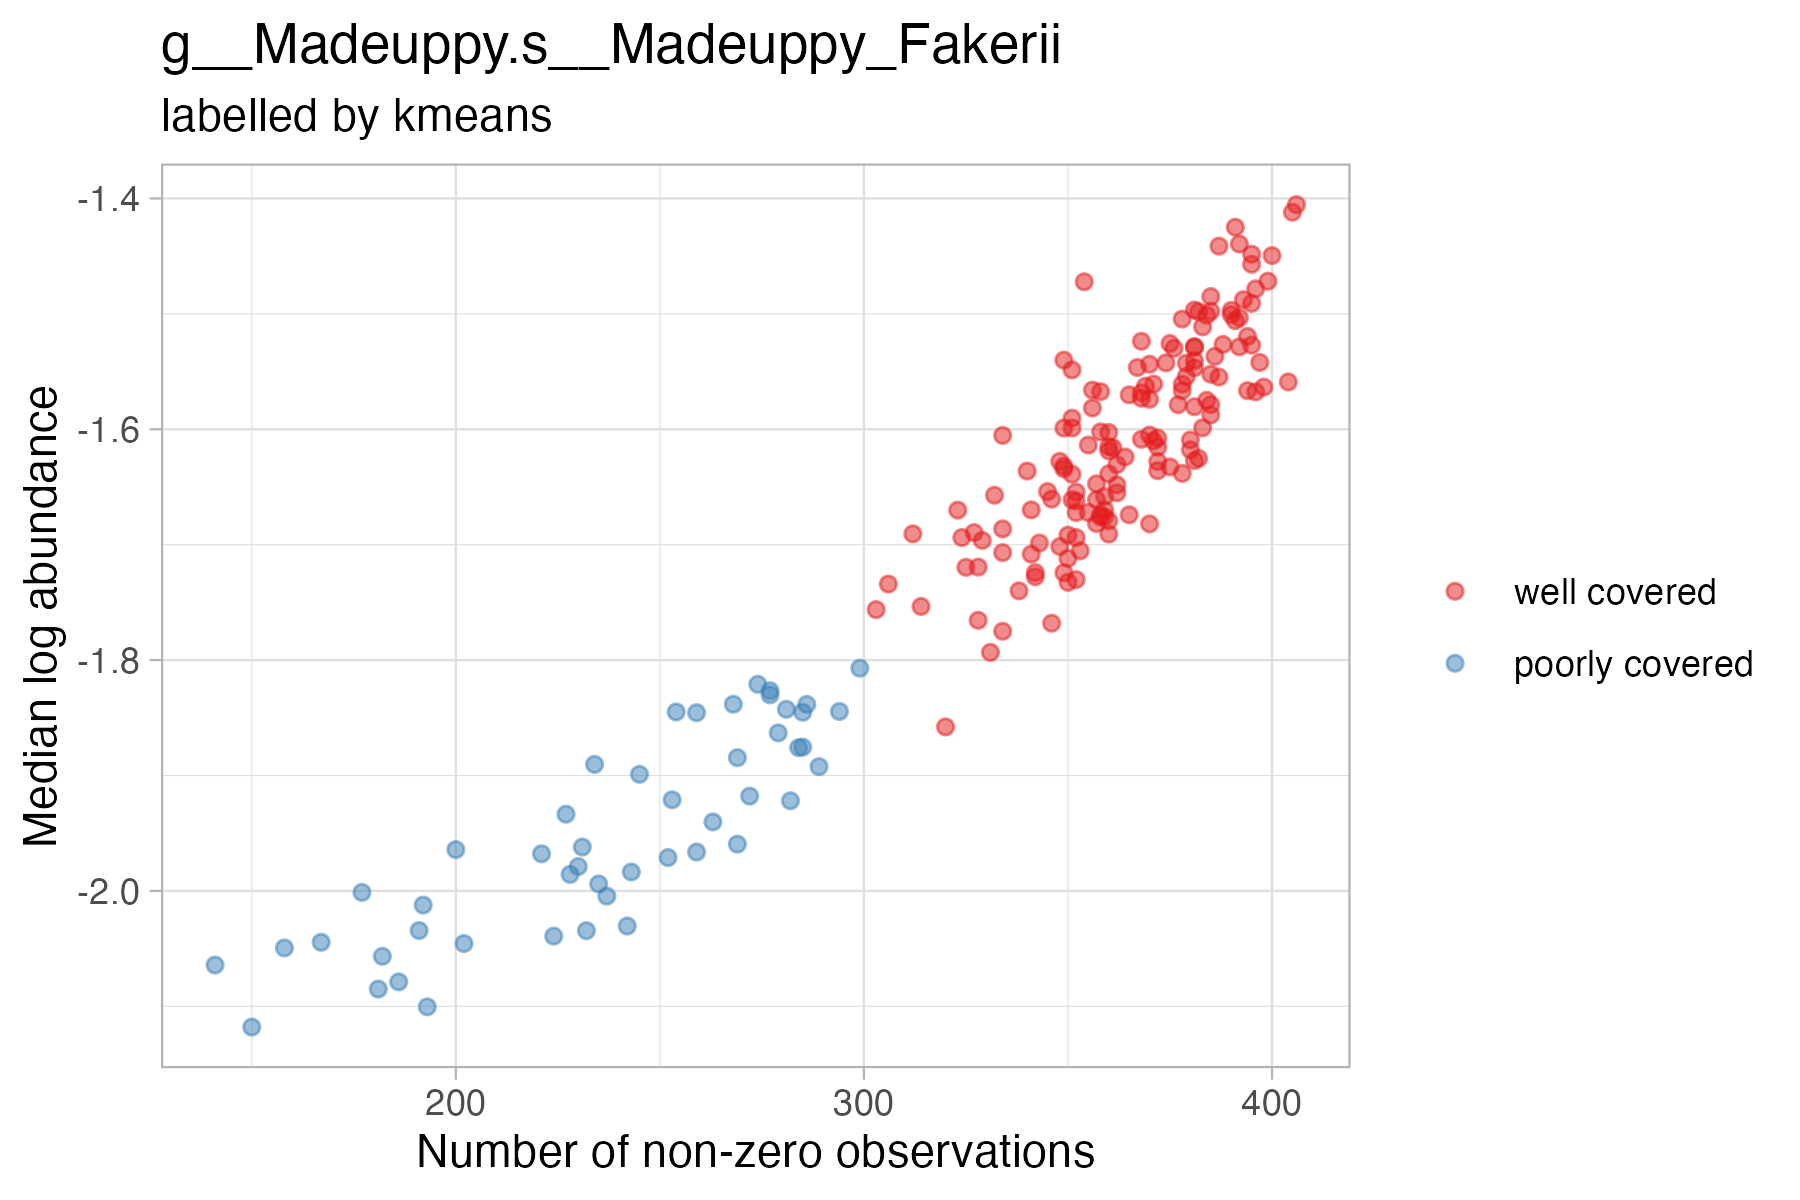 g__Madeuppy.s__Madeuppy_Fakerii
labelled by kmeans
-1.4
-1.6
-1.8
-2.0
Median log abundance
200 300 400
Number of non-zero observations
well covered
poorly covered